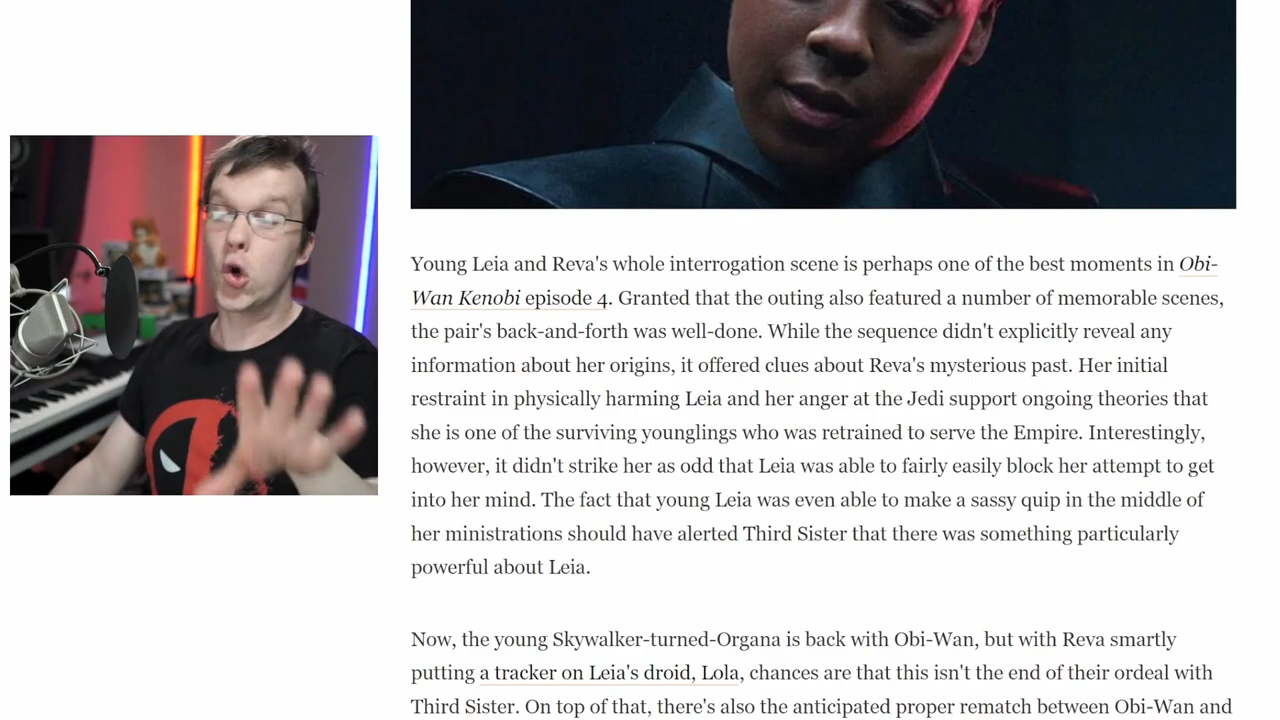 Young Leia and Reva's whole interrogation scene is perhaps one of the best moments in Obi-
Wan Kenobi episode 4. Granted that the outing also featured a number of memorable scenes,
the pair's back-and-forth was well-done. While the sequence didn't explicitly reveal any
information about her origins, it offered clues about Reva's mysterious past. Her initial
restraint in physically harming Leia and her anger at the Jedi support ongoing theories that
she is one of the surviving younglings who was retrained to serve the Empire. Interestingly,
however, it didn't strike her as odd that Leia was able to fairly easily block her attempt to get
into her mind. The fact that young Leia was even able to make a sassy quip in the middle of
her ministrations should have alerted Third Sister that there was something particularly
powerful about Leia.
Now, the young Skywalker-turned-Organa is back with Obi-Wan, but with Reva smartly
putting a tracker on Leia's droid, Lola, chances are that this isn't the end of their ordeal with
Third Sister. On top of that, there's also the anticipated proper rematch between Obi-Wan and